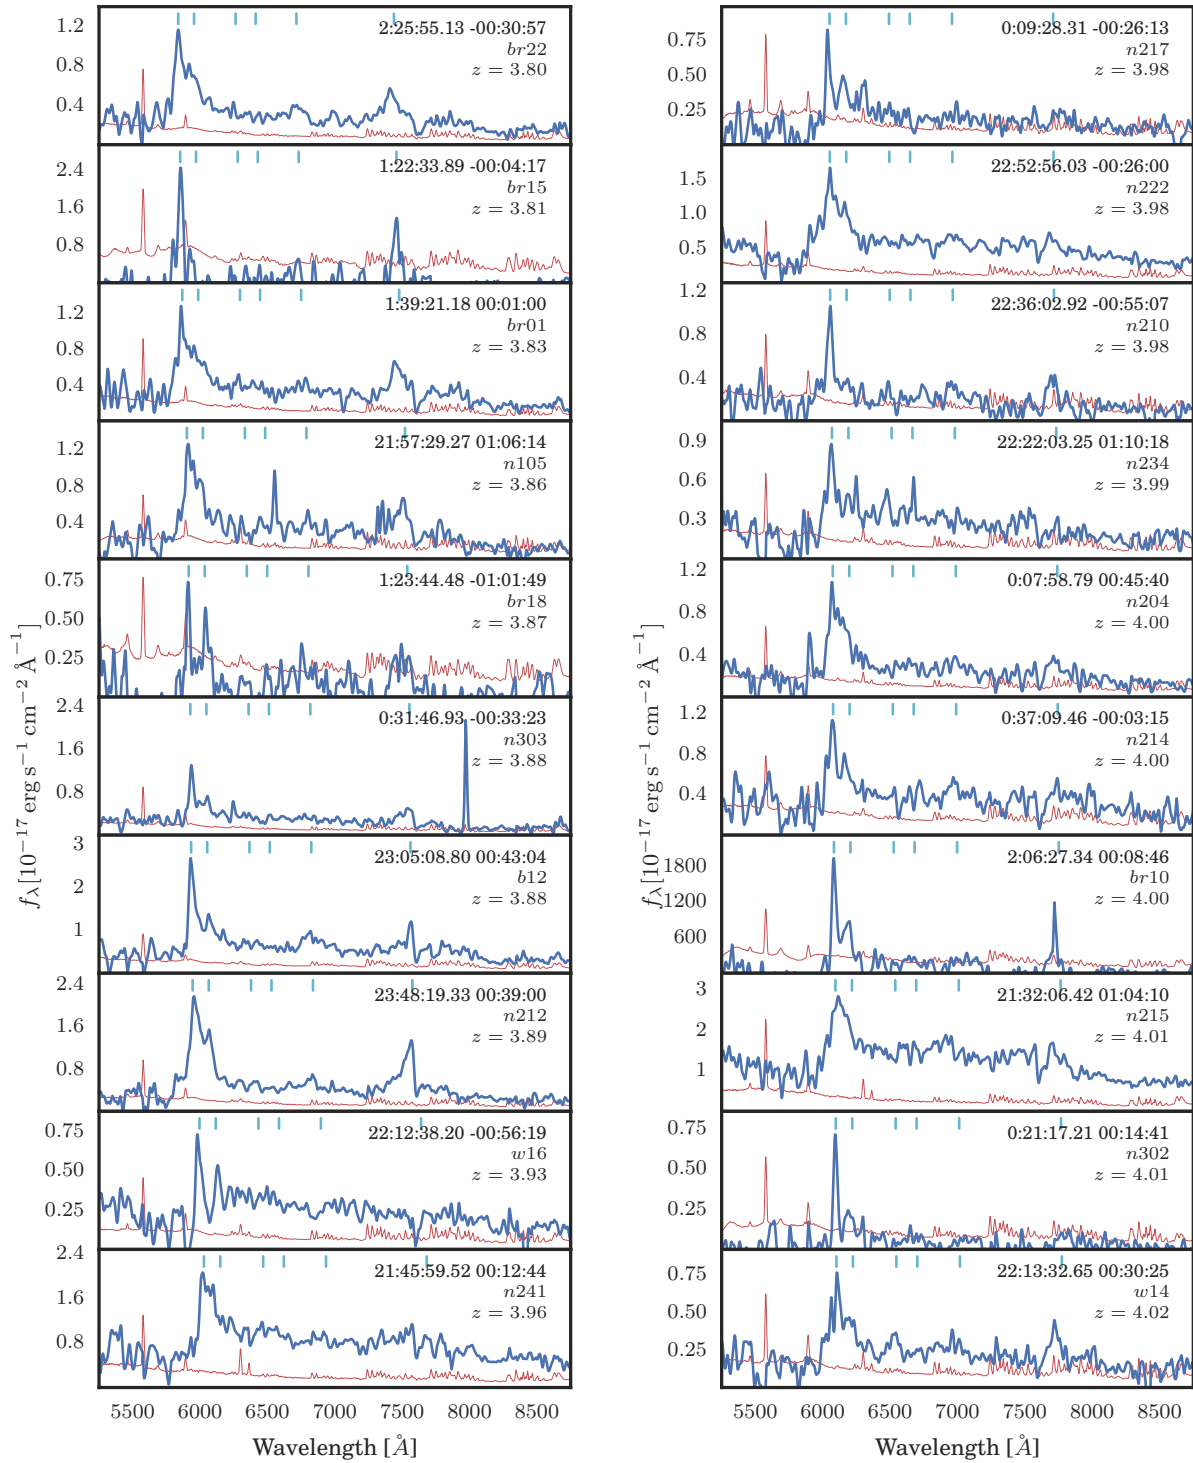 1.2
0.8
0.4
2:25:55.13 -00:30:57
br22
z = 3.80
2.4
1.6
0.8
1:22:33.89 -00:04:17
br15
z = 3.81
1.2
0.8
0.4
1:39:21.18 00:01:00
br01
z = 3.83
1.2
0.8
0.4
21:57:29.27 01:06:14
n105
z = 3.86
0.75
0.50
0.25
1:23:44.48 -01:01:49
br18
z = 3.87
2.4
1.6
0.8
0:31:46.93 -00:33:23
n303
z = 3.88
3
2
1
23:05:08.80 00:43:04
b12
z = 3.88
2.4
1.6
0.8
23:48:19.33 00:39:00
n212
z = 3.89
0.75
0.50
0.25
22:12:38.20 -00:56:19
w16
z = 3.93
2.4
1.6
0.8
21:45:59.52 00:12:44
n241
z = 3.96
f_λ [10⁻¹⁷ erg s⁻¹ cm⁻² Å⁻¹]
5500 6000 6500 7000 7500 8000 8500
Wavelength [Å]
0.75
0.50
0.25
0:09:28.31 -00:26:13
n217
z = 3.98
1.5
1.0
0.5
22:52:56.03 -00:26:00
n222
z = 3.98
1.2
0.8
0.4
22:36:02.92 -00:55:07
n210
z = 3.98
0.9
0.6
0.3
22:22:03.25 01:10:18
n234
z = 3.99
1.2
0.8
0.4
0:07:58.79 00:45:40
n204
z = 4.00
1.2
0.8
0.4
0:37:09.46 -00:03:15
n214
z = 4.00
1800
1200
600
2:06:27.34 00:08:46
br10
z = 4.00
3
2
1
21:32:06.42 01:04:10
n215
z = 4.01
0.75
0.50
0.25
0:21:17.21 00:14:41
n302
z = 4.01
0.75
0.50
0.25
22:13:32.65 00:30:25
w14
z = 4.02
f_λ [10⁻¹⁷ erg s⁻¹ cm⁻² Å⁻¹]
5500 6000 6500 7000 7500 8000 8500
Wavelength [Å]